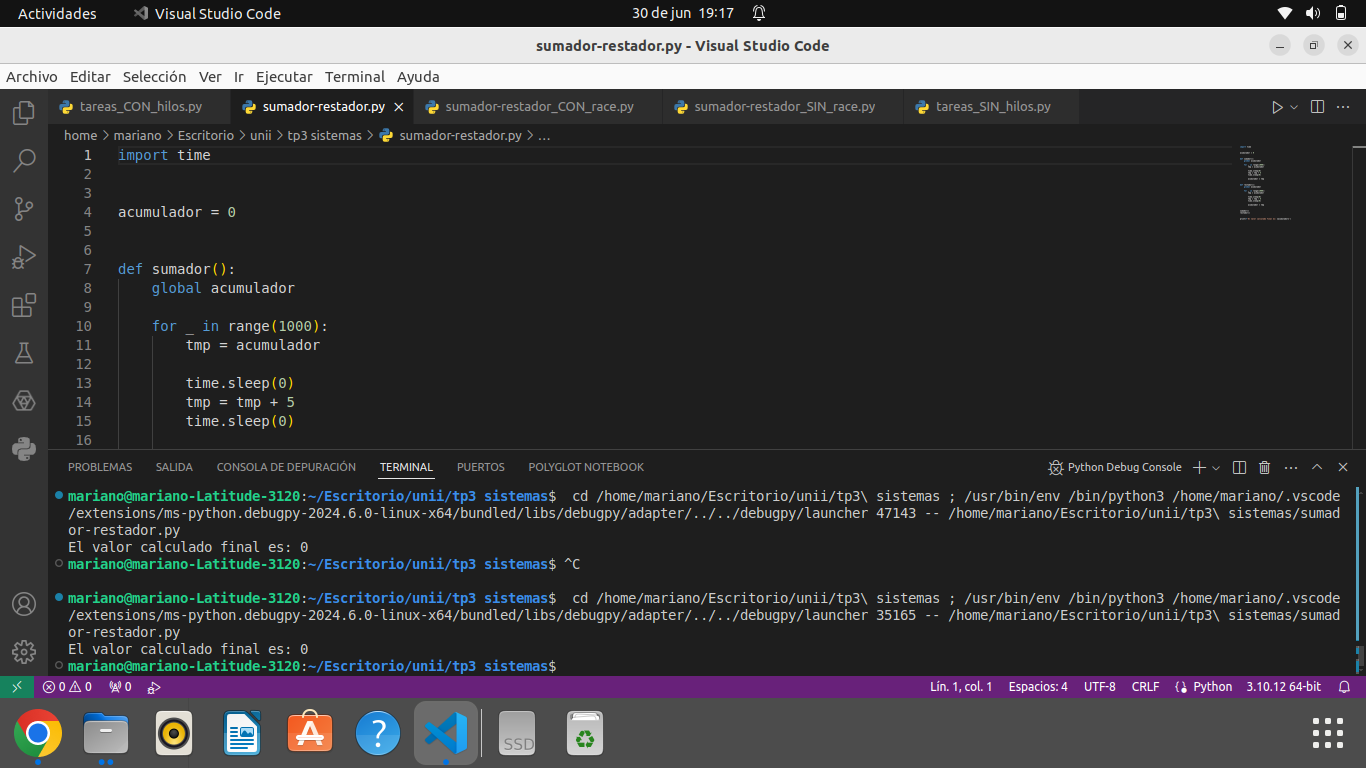 Actividades Visual Studio Code 30 de jun 19:17
sumador-restador.py - Visual Studio Code
Archivo Editar Selección Ver Ir Ejecutar Terminal Ayuda
tareas_CON_hilos.py sumador-restador.py sumador-restador_CON_race.py sumador-restador_SIN_race.py tareas_SIN_hilos.py
home > mariano > Escritorio > unii > tp3 sistemas > sumador-restador.py > ...
1 import time
2
3
4 acumulador = 0
5
6
7 def sumador():
8 global acumulador
9
10 for _ in range(1000):
11 tmp = acumulador
12
13 time.sleep(0)
14 tmp = tmp + 5
15 time.sleep(0)
16
PROBLEMAS SALIDA CONSOLA DE DEPURACIÓN TERMINAL PUERTOS POLYGLOT NOTEBOOK Python Debug Console
mariano@mariano-Latitude-3120:~/Escritorio/unii/tp3 sistemas$ cd /home/mariano/Escritorio/unii/tp3\ sistemas ; /usr/bin/env /bin/python3 /home/mariano/.vscode
/extensions/ms-python.debugpy-2024.6.0-linux-x64/bundled/libs/debugpy/adapter/../../debugpy/launcher 47143 -- /home/mariano/Escritorio/unii/tp3\ sistemas/sumad
or-restador.py
El valor calculado final es: 0
mariano@mariano-Latitude-3120:~/Escritorio/unii/tp3 sistemas$ ^C
mariano@mariano-Latitude-3120:~/Escritorio/unii/tp3 sistemas$ cd /home/mariano/Escritorio/unii/tp3\ sistemas ; /usr/bin/env /bin/python3 /home/mariano/.vscode
/extensions/ms-python.debugpy-2024.6.0-linux-x64/bundled/libs/debugpy/adapter/../../debugpy/launcher 35165 -- /home/mariano/Escritorio/unii/tp3\ sistemas/sumad
or-restador.py
El valor calculado final es: 0
mariano@mariano-Latitude-3120:~/Escritorio/unii/tp3 sistemas$
0 0 0 Lín. 1, col. 1 Espacios: 4 UTF-8 CRLF Python 3.10.12 64-bit
SSD